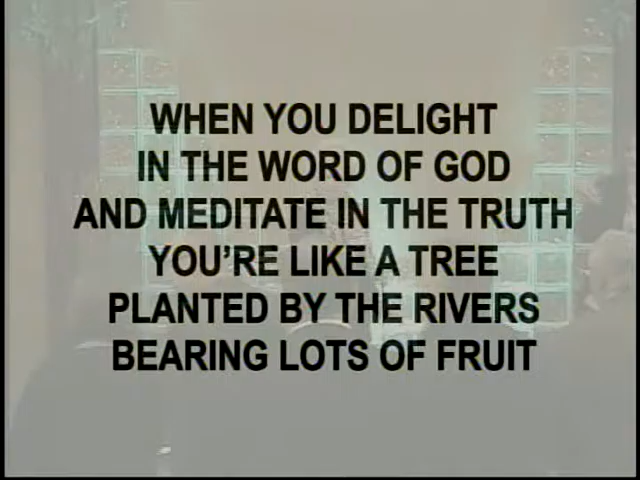 WHEN YOU DELIGHT
IN THE WORD OF GOD
AND MEDITATE IN THE TRUTH
YOU'RE LIKE A TREE
PLANTED BY THE RIVERS
BEARING LOTS OF FRUIT